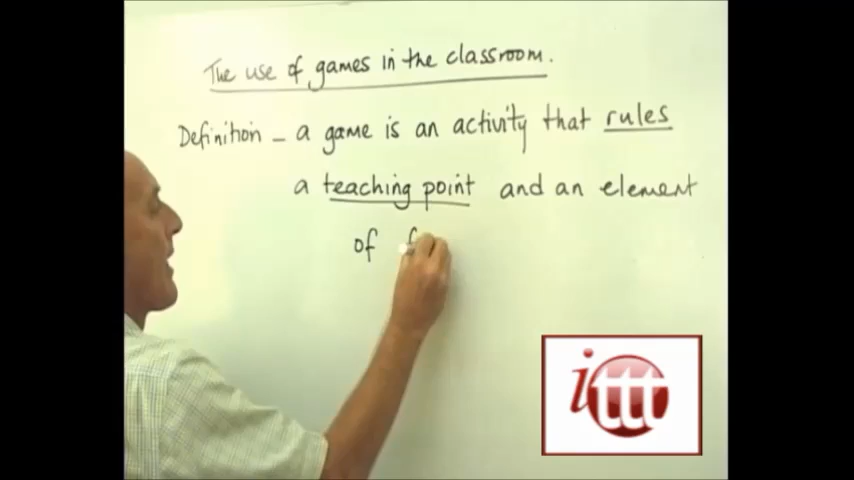 The use of games in the classroom.
Definition - a game is an activity that rules
a teaching point and an element
of f
ittt